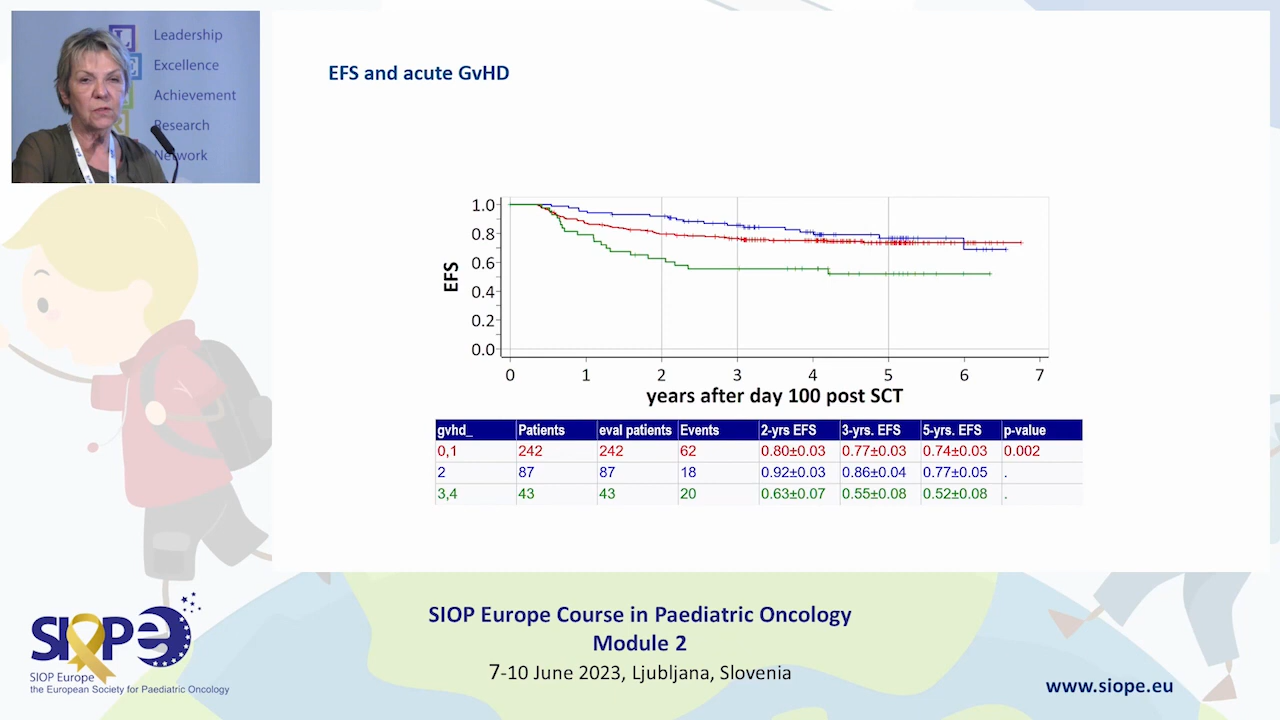 Leadership
Excellence
Achievement
Research
Network
EFS and acute GvHD
EFS
1.0
0.8
0.6
0.4
0.2
0.0
0 1 2 3 4 5 6 7
years after day 100 post SCT
gvhd_ Patients eval patients Events 2-yrs EFS 3-yrs. EFS 5-yrs. EFS p-value
0,1 242 242 62 0.80±0.03 0.77±0.03 0.74±0.03 0.002
2 87 87 18 0.92±0.03 0.86±0.04 0.77±0.05 .
3,4 43 43 20 0.63±0.07 0.55±0.08 0.52±0.08 .
SIOP e
SIOP Europe
the European Society for Paediatric Oncology
SIOP Europe Course in Paediatric Oncology
Module 2
7-10 June 2023, Ljubljana, Slovenia
www.siope.eu